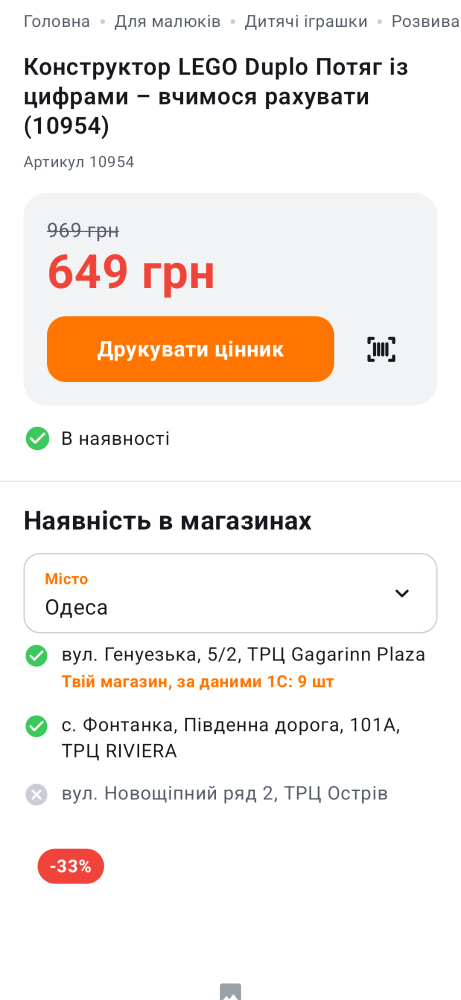 Головна • Для малюків • Дитячі іграшки • Розвива
Конструктор LEGO Duplo Потяг із
цифрами – вчимося рахувати
(10954)
Артикул 10954
969 грн
649 грн
Друкувати цінник
В наявності
Наявність в магазинах
Місто
Одеса
вул. Генуезька, 5/2, ТРЦ Gagarinn Plaza
Твій магазин, за даними 1С: 9 шт
с. Фонтанка, Південна дорога, 101А,
ТРЦ RIVIERA
вул. Новощіпний ряд 2, ТРЦ Острів
-33%